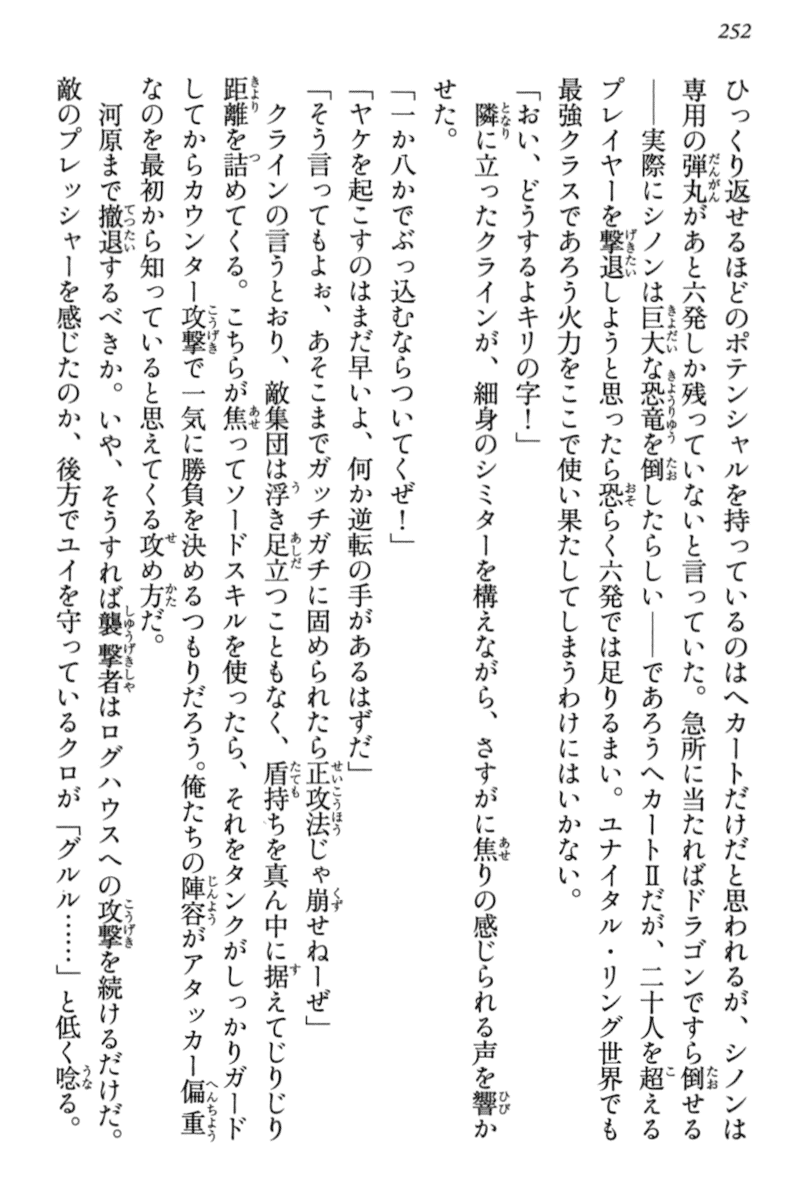 252
ひっくり返せるほどのポテンシャルを持っているのはヘカートだけだと思われるが、シノンは
専用の弾丸があと六発しか残っていないと言っていた。急所に当たればドラゴンですら倒せる
――実際にシノンは巨大な恐竜を倒したらしい――であろうヘカートⅡだが、二十人を超える
プレイヤーを撃退しようと思ったら恐らく六発では足りるまい。ユナイタル・リング世界でも
最強クラスであろう火力をここで使い果たしてしまうわけにはいかない。
「おい、どうするよキリの字！」
隣に立ったクラインが、細身のシミターを構えながら、さすがに焦りの感じられる声を響か
せた。
「一か八かでぶっ込むならついてくぜ！」
「ヤケを起こすのはまだ早いよ、何か逆転の手があるはずだ」
「そう言ってもよぉ、あそこまでガッチガチに固められたら正攻法じゃ崩せねーぜ」
クラインの言うとおり、敵集団は浮き足立つこともなく、盾持ちを真ん中に据えてじりじり
距離を詰めてくる。こちらが焦ってソードスキルを使ったら、それをタンクがしっかりガード
してからカウンター攻撃で一気に勝負を決めるつもりだろう。俺たちの陣容がアタッカー偏重
なのを最初から知っていると思えてくる攻め方だ。
河原まで撤退するべきか。いや、そうすれば襲撃者はログハウスへの攻撃を続けるだけだ。
敵のプレッシャーを感じたのか、後方でユイを守っているクロが、「グルル……」と低く唸る。